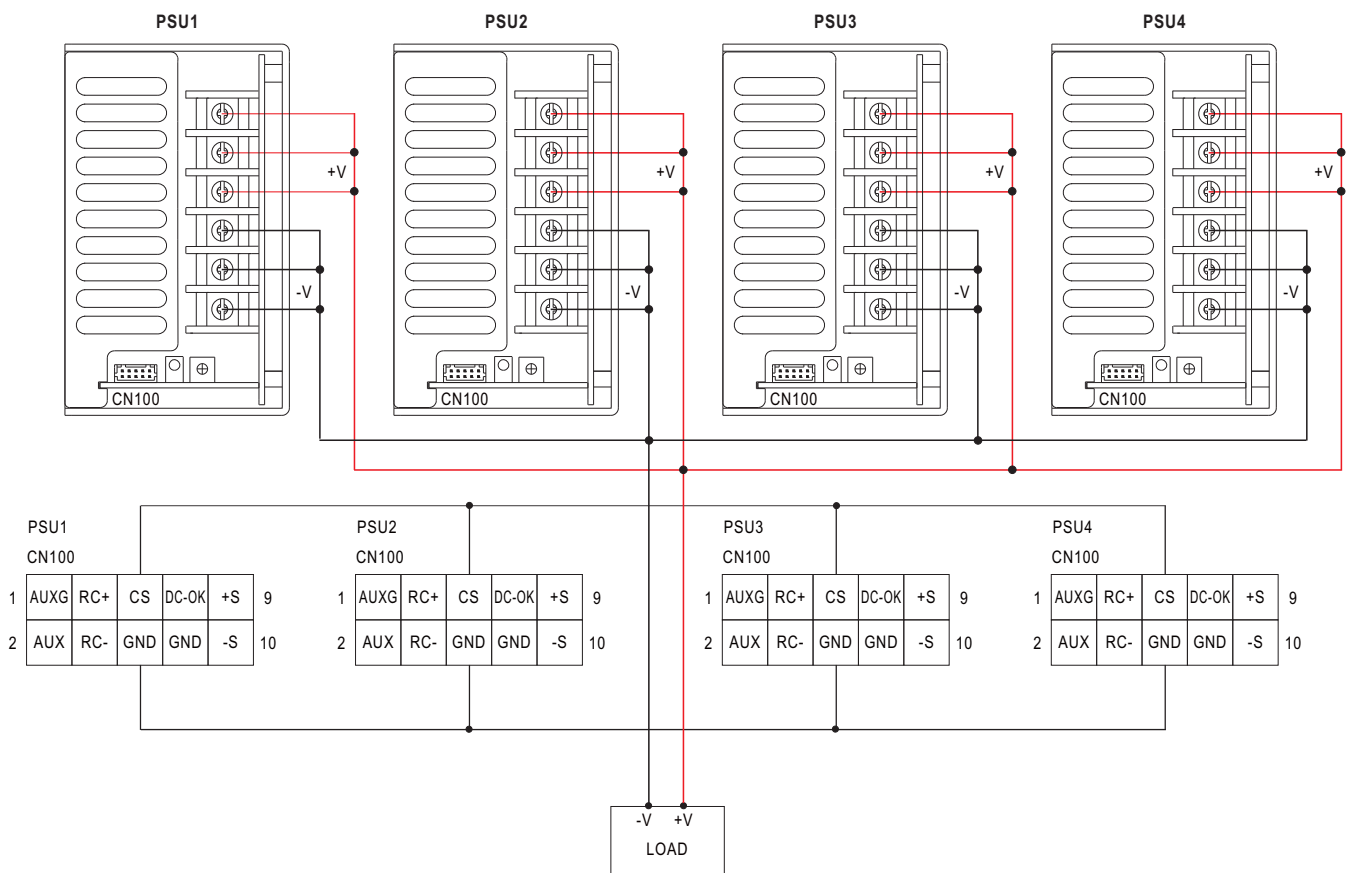 PSU1 PSU2 PSU3 PSU4
+V +V +V +V
-V -V -V -V
CN100 CN100 CN100 CN100
PSU1 PSU2 PSU3 PSU4
CN100 CN100 CN100 CN100
1 AUXG RC+ CS DC-OK +S 9 1 AUXG RC+ CS DC-OK +S 9 1 AUXG RC+ CS DC-OK +S 9 1 AUXG RC+ CS DC-OK +S 9
2 AUX RC- GND GND -S 10 2 AUX RC- GND GND -S 10 2 AUX RC- GND GND -S 10 2 AUX RC- GND GND -S 10
-V +V
LOAD